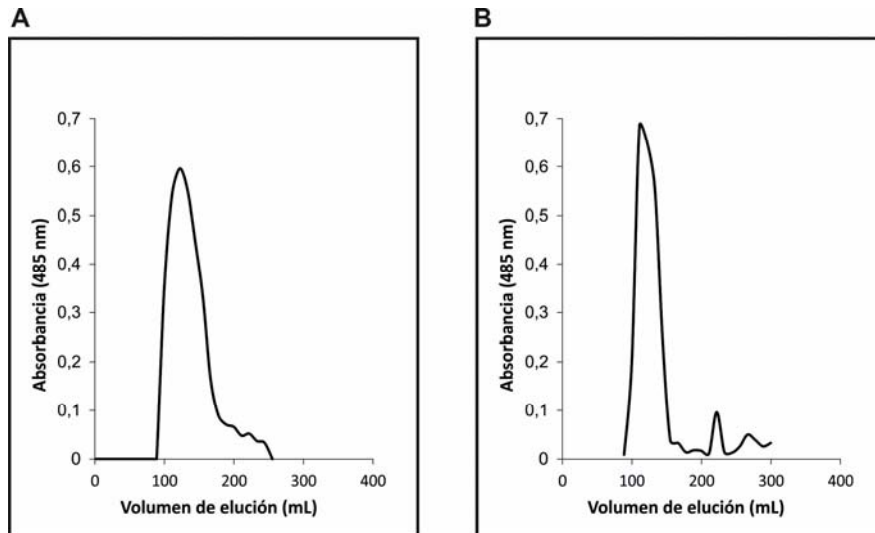 A
0,7
0,6
0,5
0,4
0,3
0,2
0,1
0
0 100 200 300 400
Absorbancia (485 nm)
Volumen de elución (mL)
B
0,7
0,6
0,5
0,4
0,3
0,2
0,1
0
0 100 200 300 400
Absorbancia (485 nm)
Volumen de elución (mL)